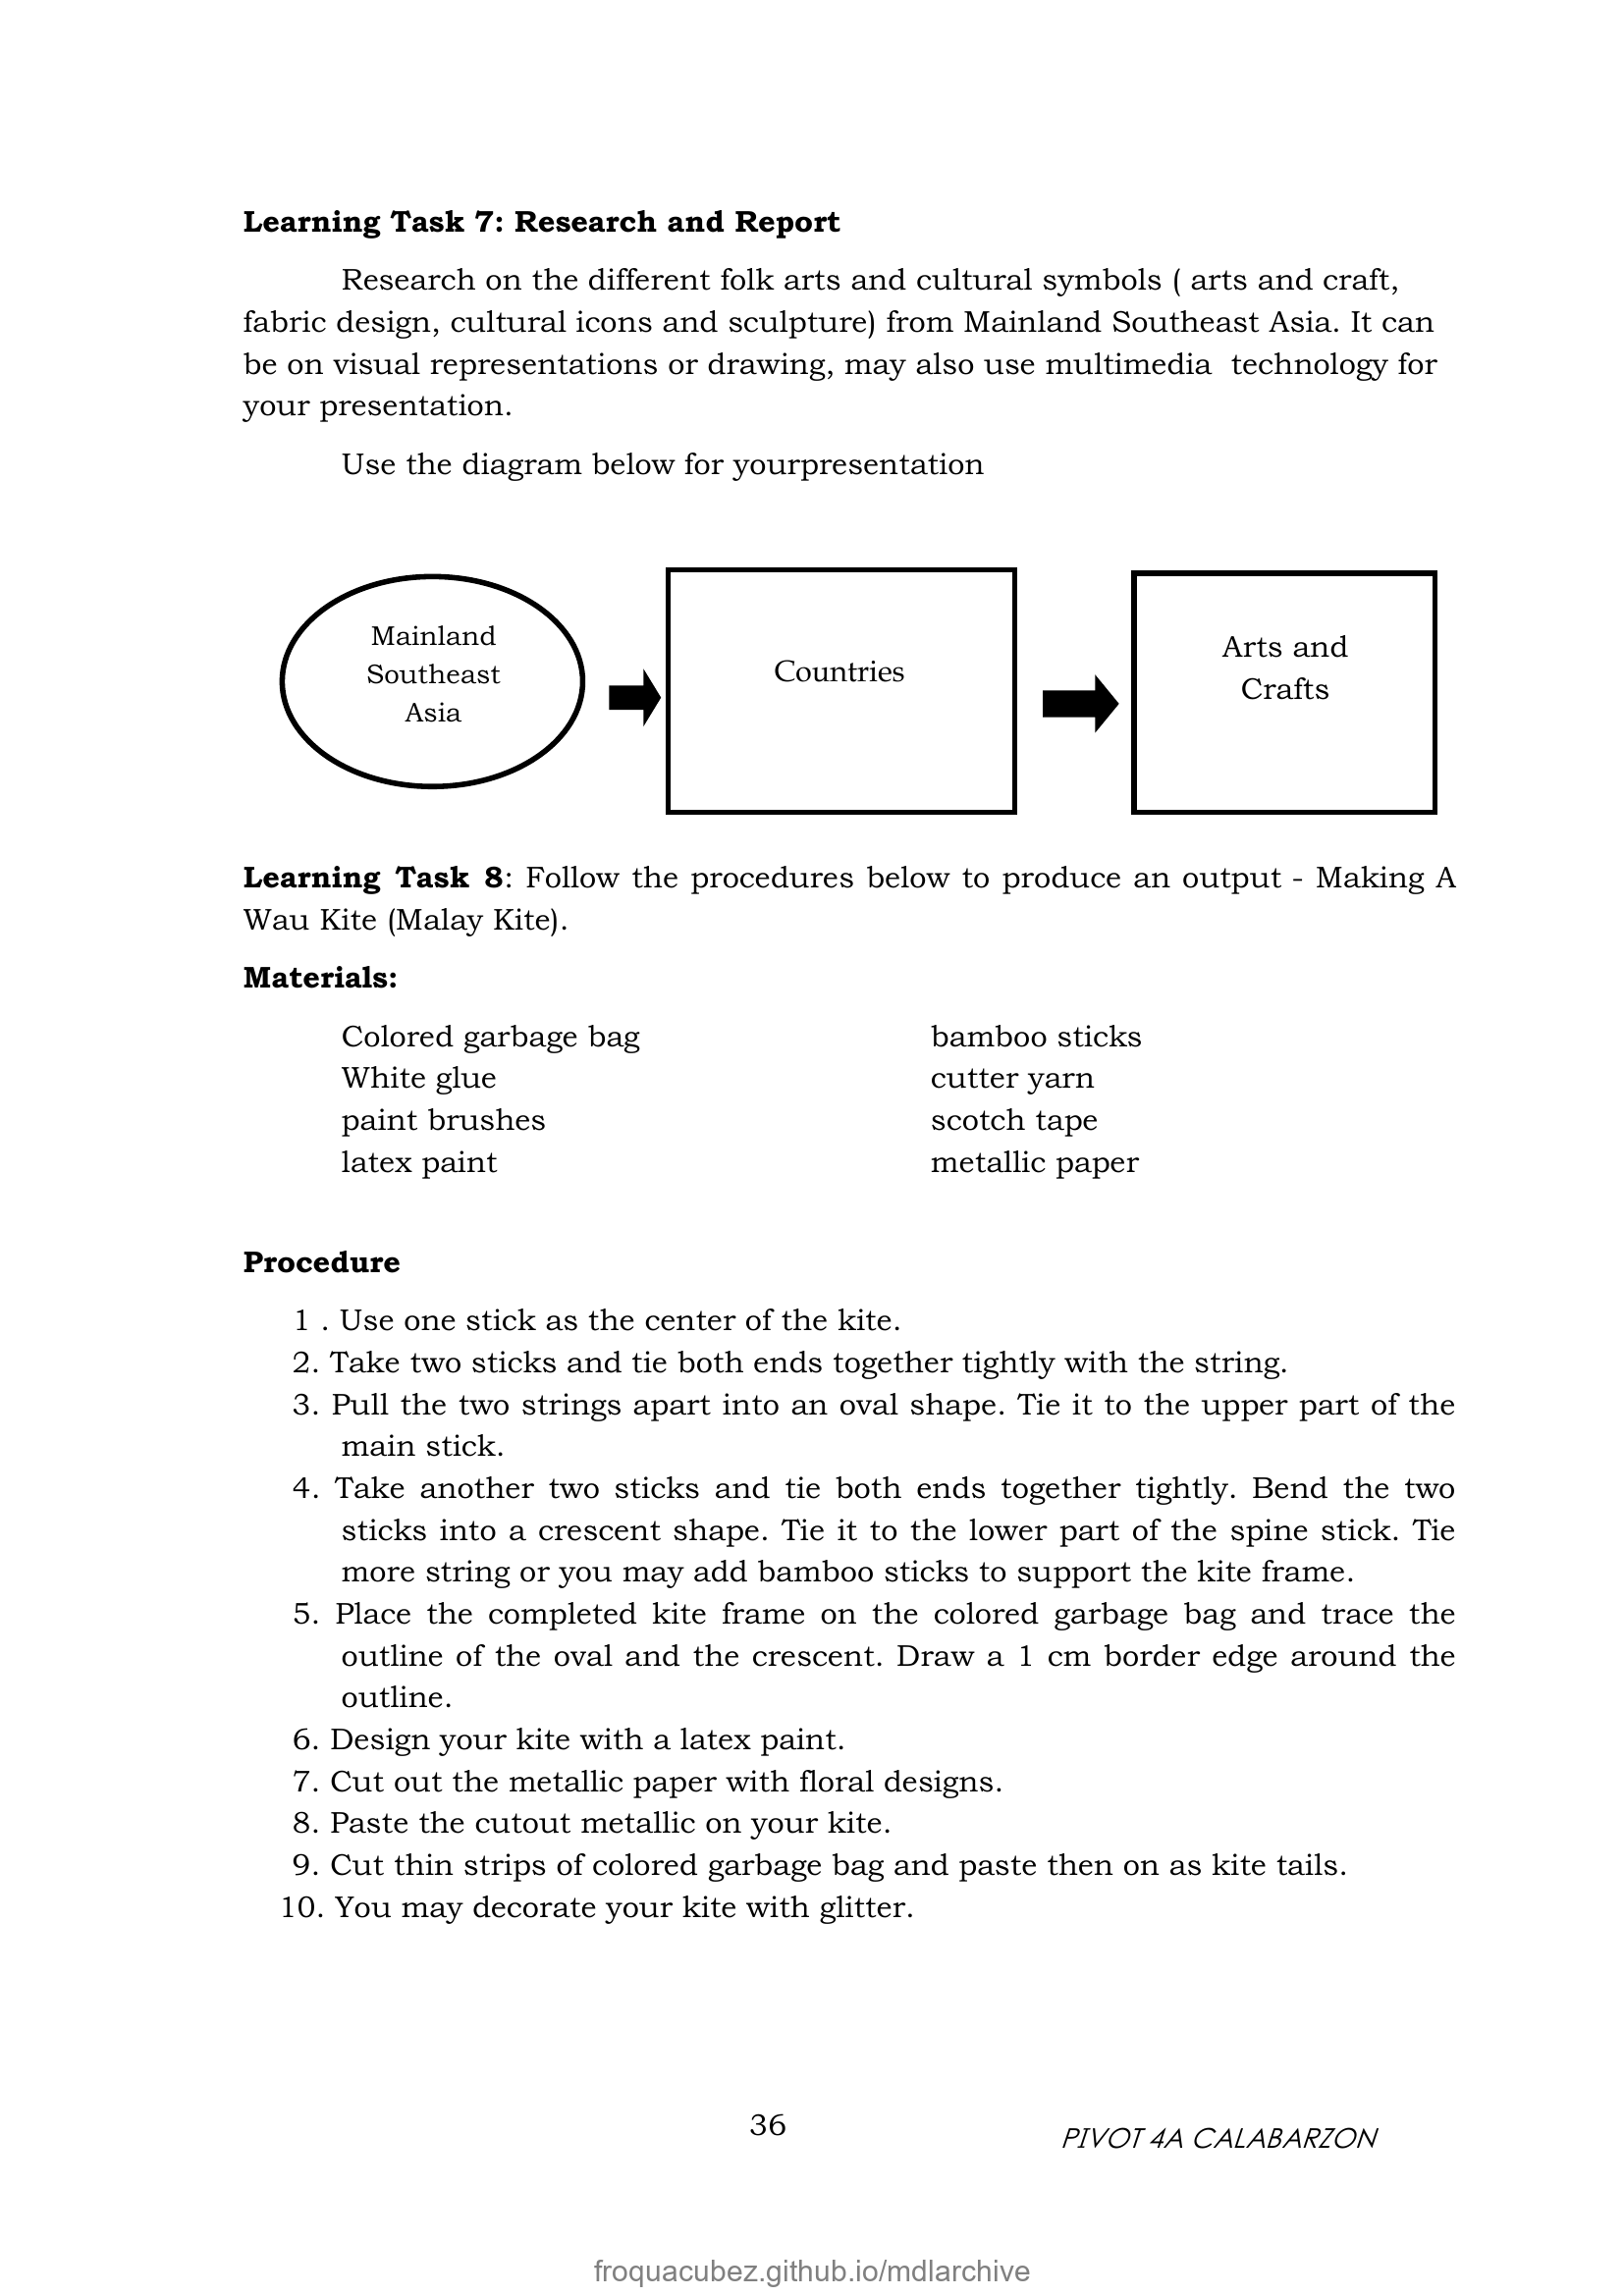 Learning Task 7: Research and Report
Research on the different folk arts and cultural symbols ( arts and craft,
fabric design, cultural icons and sculpture) from Mainland Southeast Asia. It can
be on visual representations or drawing, may also use multimedia  technology for
your presentation.
Use the diagram below for yourpresentation
Mainland
Southeast
Asia
Countries
Arts and
Crafts
Learning Task 8: Follow the procedures below to produce an output - Making A
Wau Kite (Malay Kite).
Materials:
Colored garbage bag
White glue
paint brushes
latex paint
bamboo sticks
cutter yarn
scotch tape
metallic paper
Procedure
1 . Use one stick as the center of the kite.
2. Take two sticks and tie both ends together tightly with the string.
3. Pull the two strings apart into an oval shape. Tie it to the upper part of the
main stick.
4. Take another two sticks and tie both ends together tightly. Bend the two
sticks into a crescent shape. Tie it to the lower part of the spine stick. Tie
more string or you may add bamboo sticks to support the kite frame.
5. Place the completed kite frame on the colored garbage bag and trace the
outline of the oval and the crescent. Draw a 1 cm border edge around the
outline.
6. Design your kite with a latex paint.
7. Cut out the metallic paper with floral designs.
8. Paste the cutout metallic on your kite.
9. Cut thin strips of colored garbage bag and paste then on as kite tails.
10. You may decorate your kite with glitter.
36
PIVOT 4A CALABARZON
froquacubez.github.io/mdlarchive